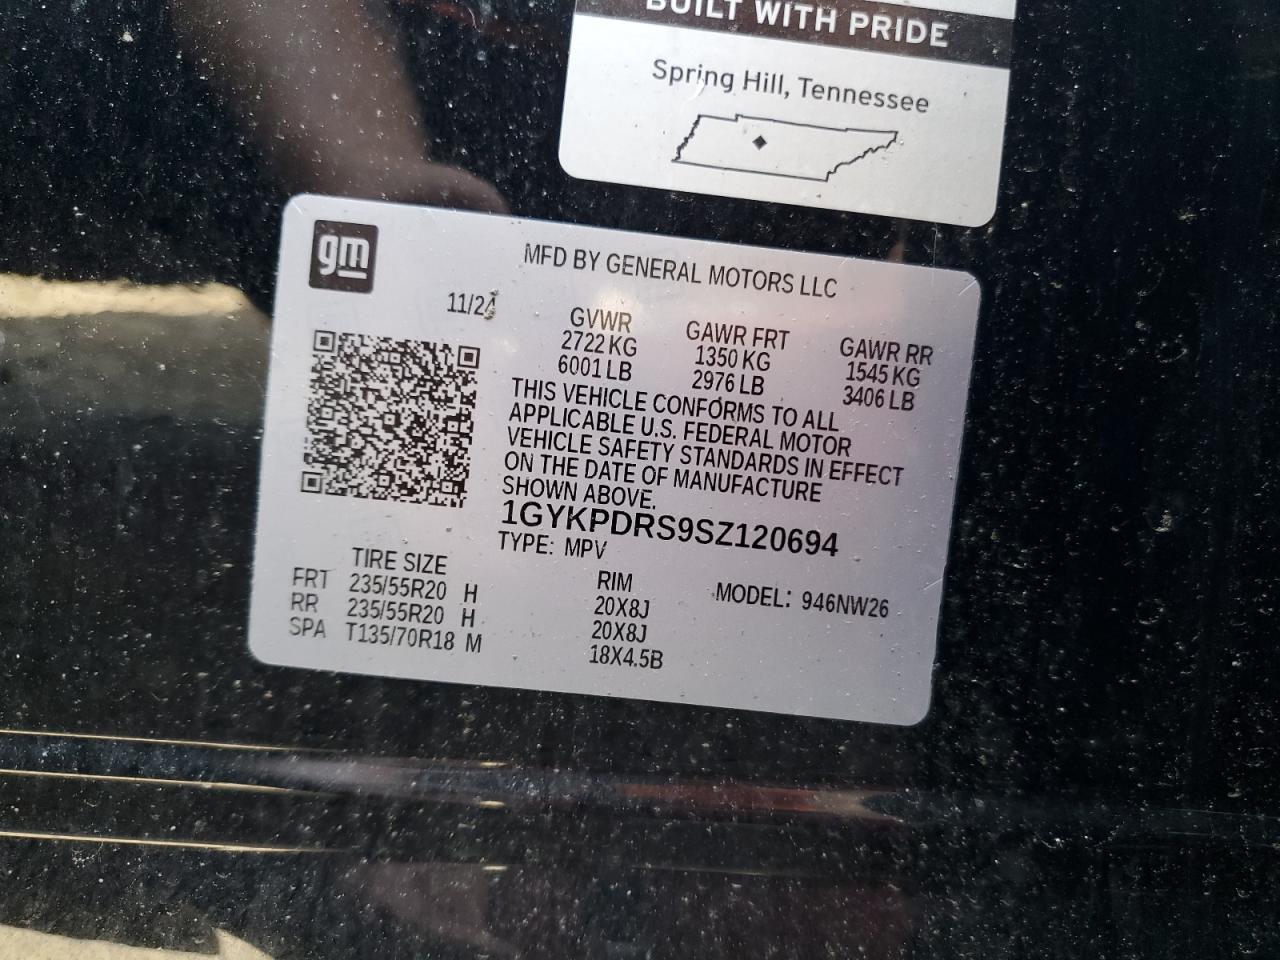 BUILT WITH PRIDE
Spring Hill, Tennessee
gm
MFD BY GENERAL MOTORS LLC
11/24
GVWR GAWR FRT GAWR RR
2722 KG 1350 KG 1545 KG
6001 LB 2976 LB 3406 LB
THIS VEHICLE CONFORMS TO ALL
APPLICABLE U.S. FEDERAL MOTOR
VEHICLE SAFETY STANDARDS IN EFFECT
ON THE DATE OF MANUFACTURE
SHOWN ABOVE.
1GYKPDRS9SZ120694
TYPE: MPV
TIRE SIZE RIM MODEL: 946NW26
FRT 235/55R20 H 20X8J
RR 235/55R20 H 20X8J
SPA T135/70R18 M 18X4.5B